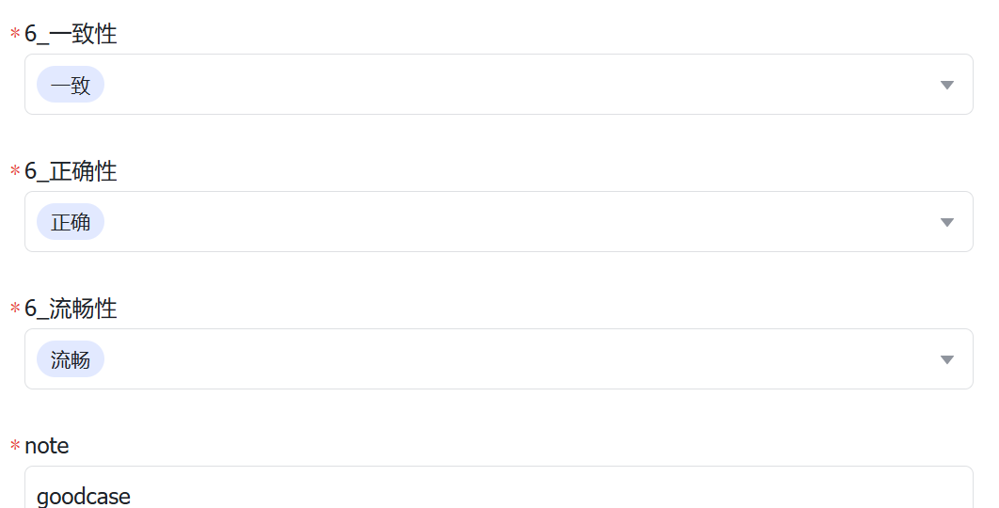 *6_一致性
一致
*6_正确性
正确
*6_流畅性
流畅
*note
goodcase